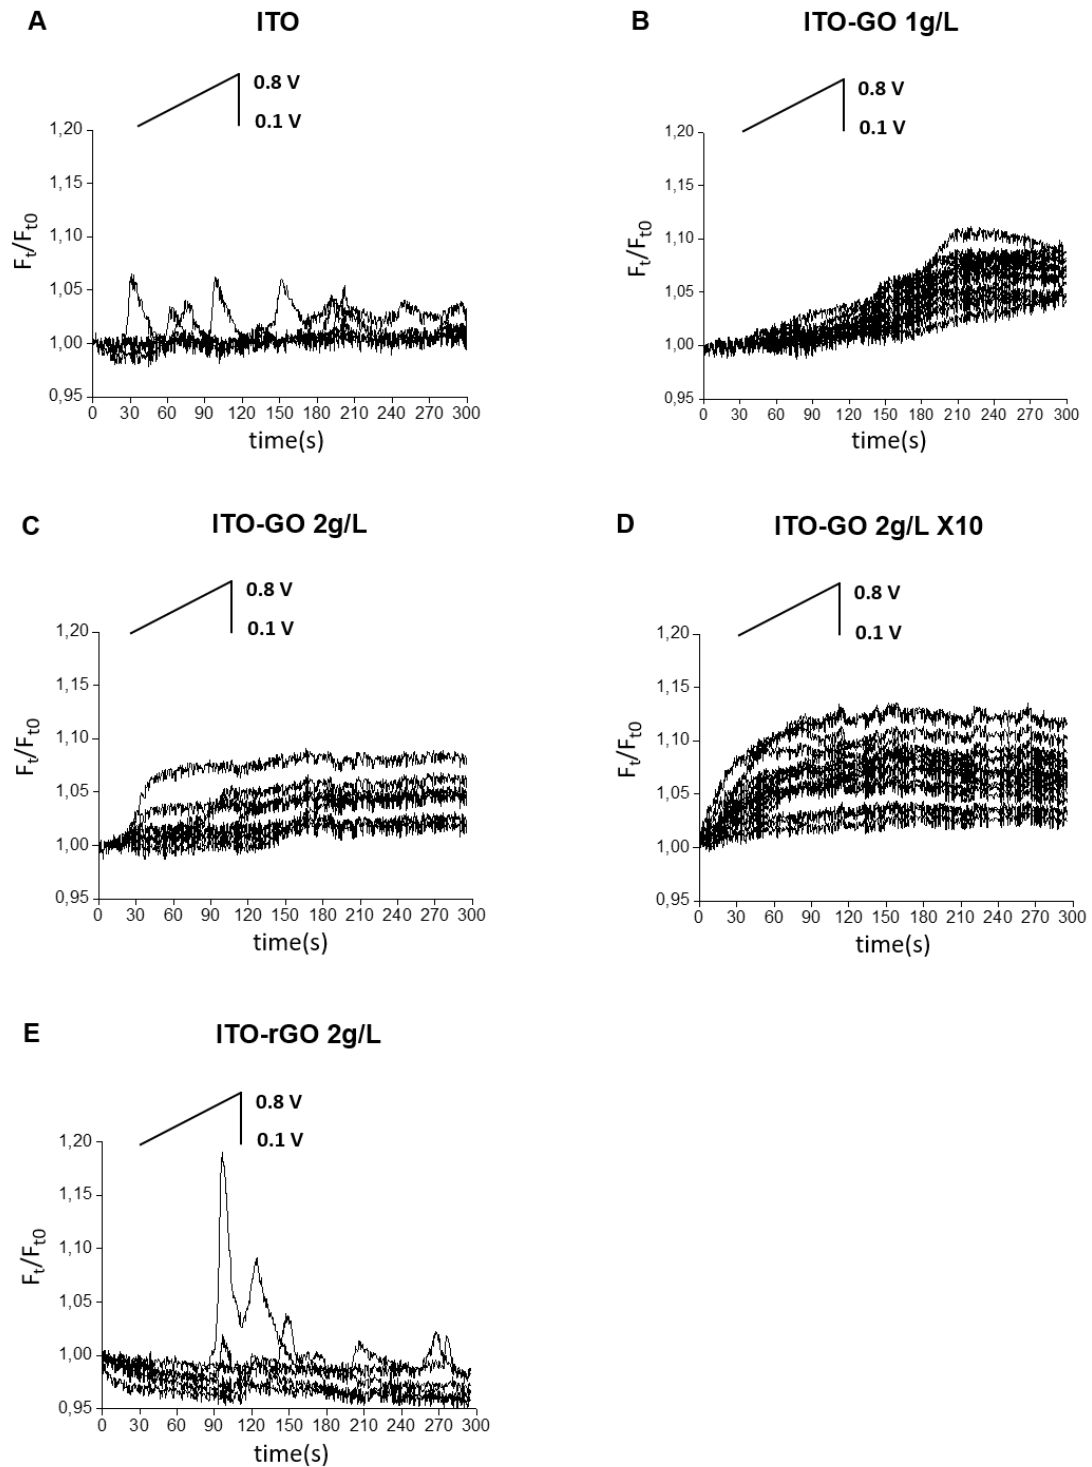 A
ITO
0.8 V
0.1 V
1,20
1,15
1,10
1,05
1,00
0,95
Ft/Ft0
0 30 60 90 120 150 180 210 240 270 300
time(s)
B
ITO-GO 1g/L
0.8 V
0.1 V
1,20
1,15
1,10
1,05
1,00
0,95
Ft/Ft0
0 30 60 90 120 150 180 210 240 270 300
time(s)
C
ITO-GO 2g/L
0.8 V
0.1 V
1,20
1,15
1,10
1,05
1,00
0,95
Ft/Ft0
0 30 60 90 120 150 180 210 240 270 300
time(s)
D
ITO-GO 2g/L X10
0.8 V
0.1 V
1,20
1,15
1,10
1,05
1,00
0,95
Ft/Ft0
0 30 60 90 120 150 180 210 240 270 300
time(s)
E
ITO-rGO 2g/L
0.8 V
0.1 V
1,20
1,15
1,10
1,05
1,00
0,95
Ft/Ft0
0 30 60 90 120 150 180 210 240 270 300
time(s)